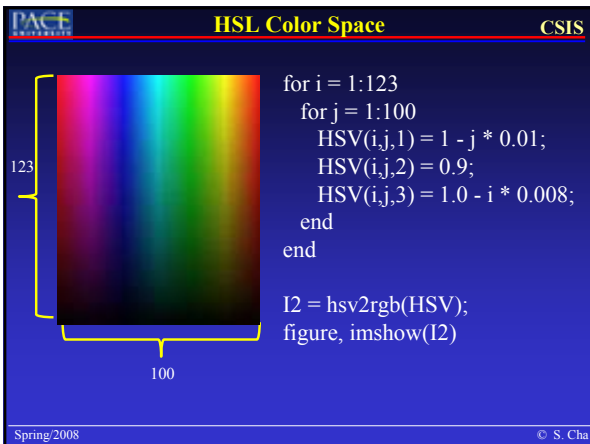 PACE
UNIVERSITY
HSL Color Space
CSIS
123
100
for i = 1:123
for j = 1:100
HSV(i,j,1) = 1 - j * 0.01;
HSV(i,j,2) = 0.9;
HSV(i,j,3) = 1.0 - i * 0.008;
end
end
I2 = hsv2rgb(HSV);
figure, imshow(I2)
Spring/2008
© S. Cha